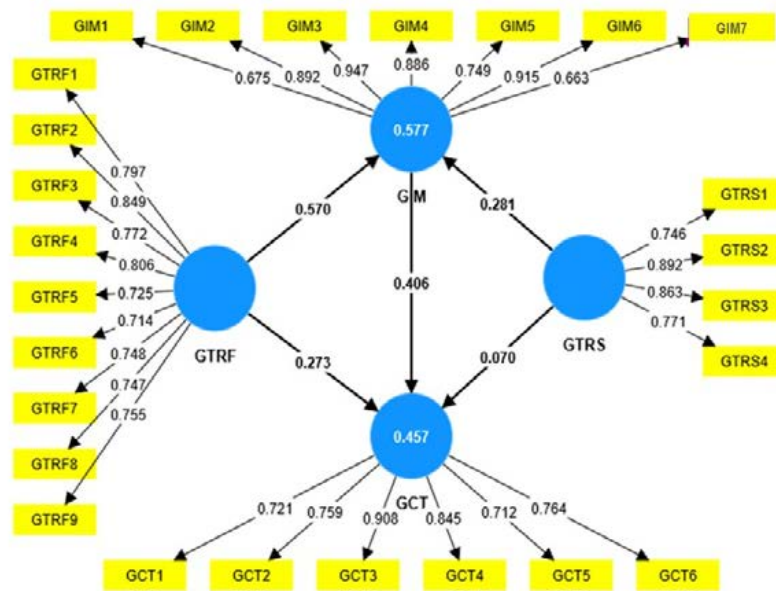 GIM1 GIM2 GIM3 GIM4 GIM5 GIM6 GIM7
0.675 0.892 0.947 0.886 0.749 0.915 0.663
GTRF1
GTRF2
GTRF3
GTRF4
GTRF5
GTRF6
GTRF7
GTRF8
GTRF9
0.797
0.849
0.772
0.806
0.725
0.714
0.748
0.747
0.755
GTRF
0.577
GIM
0.570
0.281
0.406
0.273
0.070
GTRS
0.746
0.892
0.863
0.771
GTRS1
GTRS2
GTRS3
GTRS4
0.457
GCT
0.721 0.759 0.908 0.845 0.712 0.764
GCT1 GCT2 GCT3 GCT4 GCT5 GCT6